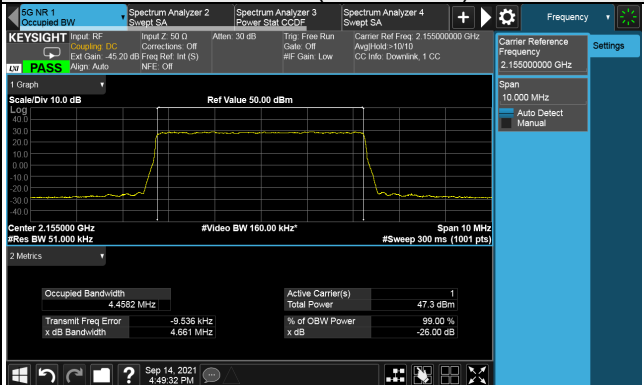 5G NR 1
Occupied BW
Spectrum Analyzer 2
Swept SA
Spectrum Analyzer 3
Power Stat CCDF
Spectrum Analyzer 4
Swept SA
Frequency
KEYSIGHT
LXI PASS
Input: RF
Coupling: DC
Ext Gain: -45.20 dB
Align: Auto
Input Z: 50 Ω
Corrections: Off
Freq Ref: Int (S)
NFE: Off
Atten: 30 dB
Trig: Free Run
Gate: Off
#IF Gain: Low
Carrier Ref Freq: 2.155000000 GHz
Avg|Hold:>10/10
CC Info: Downlink, 1 CC
Carrier Reference
Frequency
2.155000000 GHz
Settings
Span
10.000 MHz
Auto Detect
Manual
1 Graph
Scale/Div 10.0 dB
Ref Value 50.00 dBm
Log
40.0
30.0
20.0
10.0
0.00
-10.0
-20.0
-30.0
-40.0
Center 2.155000 GHz
#Res BW 51.000 kHz
#Video BW 160.00 kHz*
Span 10 MHz
#Sweep 300 ms (1001 pts)
2 Metrics
Occupied Bandwidth
4.4582 MHz
Active Carrier(s) 1
Total Power 47.3 dBm
Transmit Freq Error -9.536 kHz
x dB Bandwidth 4.661 MHz
% of OBW Power 99.00 %
x dB -26.00 dB
?
Sep 14, 2021
4:49:32 PM